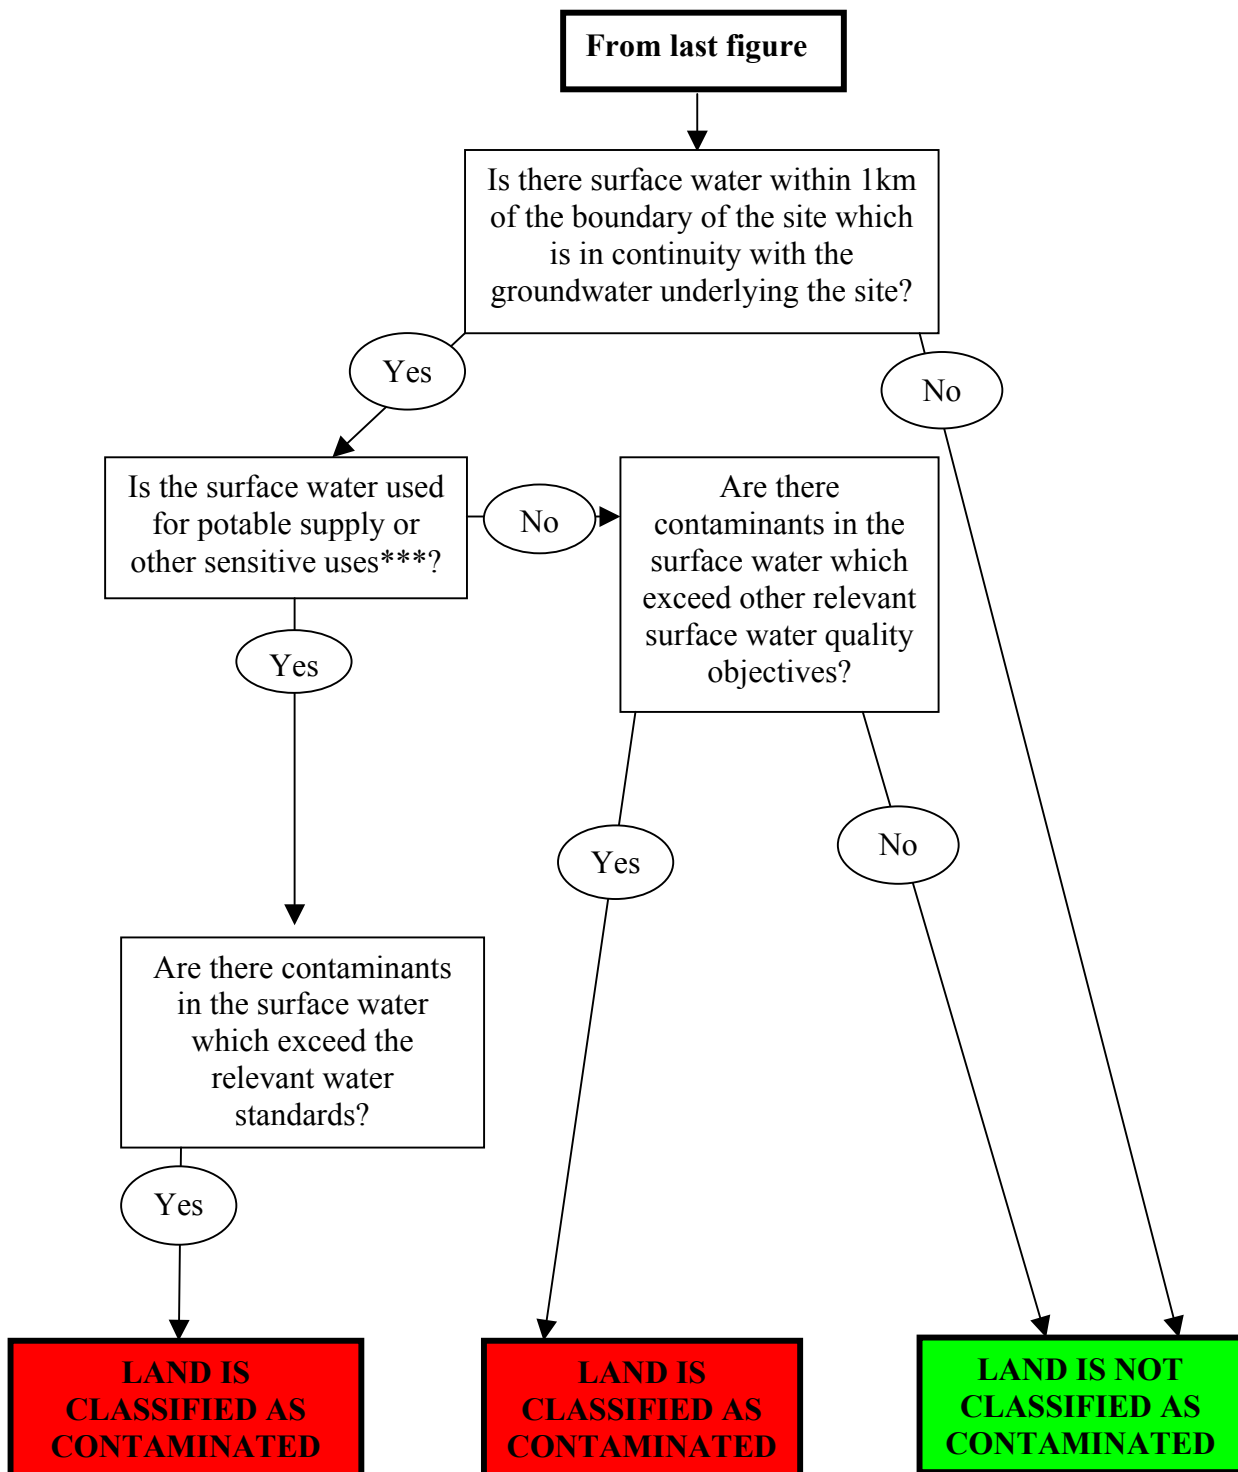 From last figure
Is there surface water within 1km
of the boundary of the site which
is in continuity with the
groundwater underlying the site?
Yes
No
Is the surface water used
for potable supply or
other sensitive uses***?
No
Are there
contaminants in the
surface water which
exceed other relevant
surface water quality
objectives?
Yes
Yes
No
Are there contaminants
in the surface water
which exceed the
relevant water
standards?
Yes
LAND IS
CLASSIFIED AS
CONTAMINATED
LAND IS
CLASSIFIED AS
CONTAMINATED
LAND IS NOT
CLASSIFIED AS
CONTAMINATED